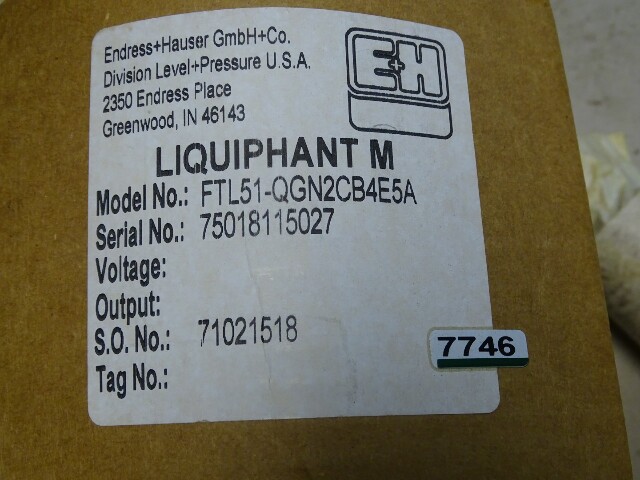 Endress+Hauser GmbH+Co.
Division Level+Pressure U.S.A.
2350 Endress Place
Greenwood, IN 46143
E+H
LIQUIPHANT M
Model No.: FTL51-QGN2CB4E5A
Serial No.: 75018115027
Voltage:
Output:
S.O. No.: 71021518
Tag No.:
7746